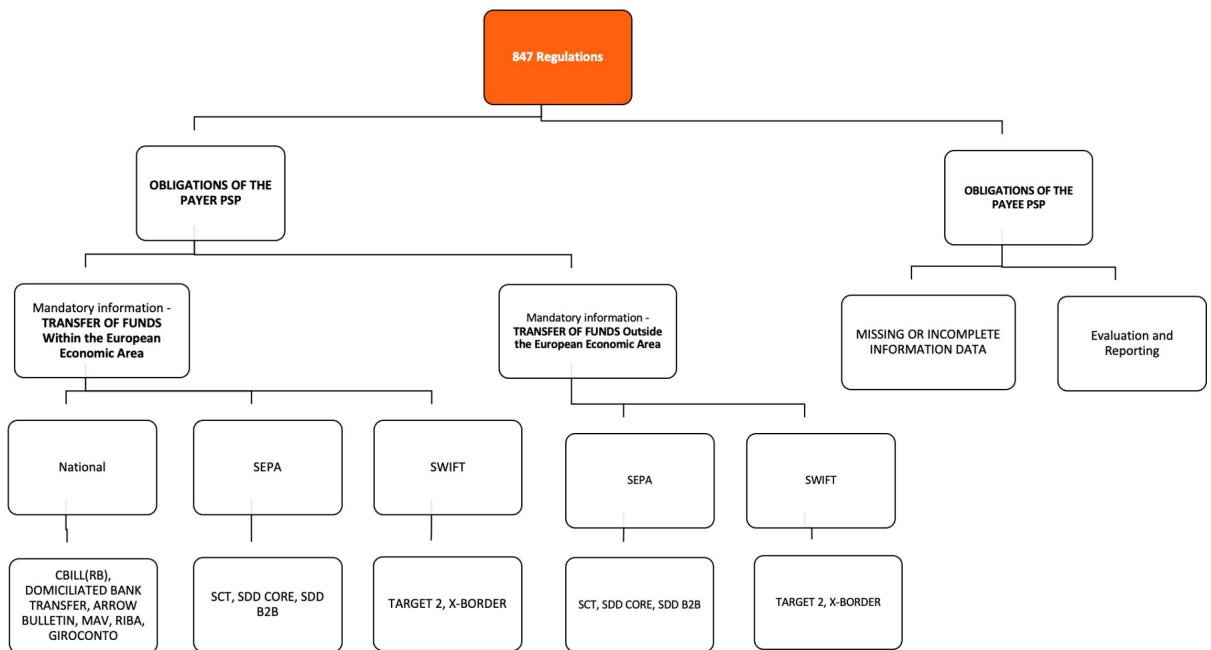 847 Regulations
OBLIGATIONS OF THE
PAYER PSP
OBLIGATIONS OF THE
PAYEE PSP
Mandatory information -
TRANSFER OF FUNDS
Within the European
Economic Area
Mandatory information -
TRANSFER OF FUNDS Outside
the European Economic Area
MISSING OR INCOMPLETE
INFORMATION DATA
Evaluation and
Reporting
National
SEPA
SWIFT
SEPA
SWIFT
CBILL(RB),
DOMICILIATED BANK
TRANSFER, ARROW
BULLETIN, MAV, RIBA,
GIROCONTO
SCT, SDD CORE, SDD
B2B
TARGET 2, X-BORDER
SCT, SDD CORE, SDD B2B
TARGET 2, X-BORDER